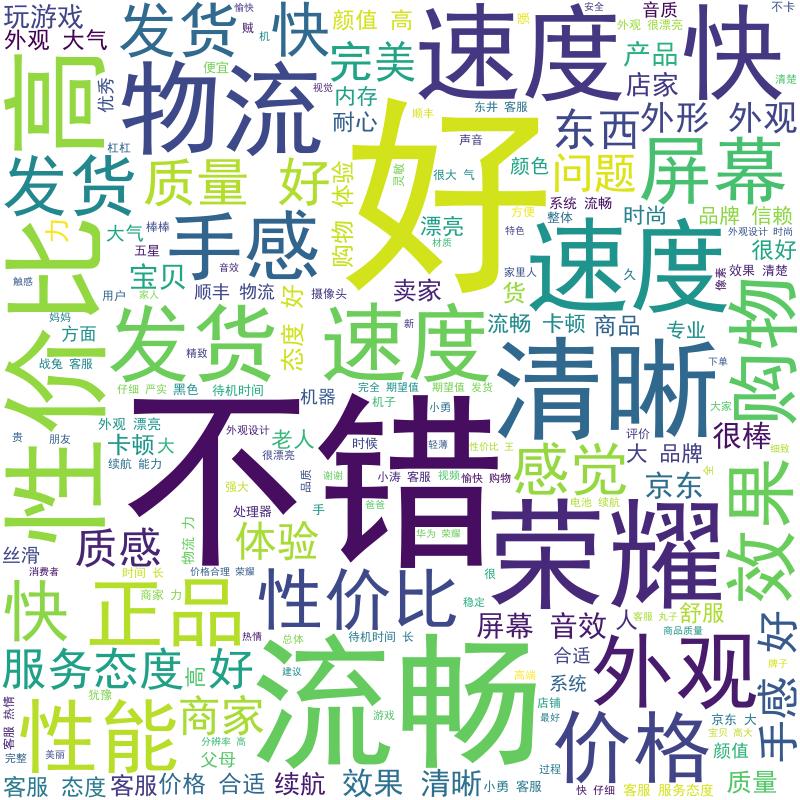 玩游戏
外观 大气
发货 快
愉快
贼
机
颜值 高
完美
内存
耐心
速度 快
音质
外观 很漂亮
安全
不卡
产品
店家
清楚
高
优秀
物流
便宜
视觉
杠杠
顺丰
东井 客服
声音
东西
外形 外观
好
发货
质量 好
体验
灵敏
很大 气
颜色
问题
屏幕
系统 流畅
方便
整体
时尚
品牌 信赖
性价比
力
大气
棒棒
五星
手感
购物
漂亮
材质
特色
外观设计 时尚
很好
触感
宝贝
音效
用户
家人
顺丰 物流
摄像头
卖家
家里人
速度
久
像素
效果 清楚
货
妈妈
方面
战兔 客服
发货 速度
态度 好
新
精致
流畅 卡顿
商品
专业
购物
仔细 严实
黑色
待机时间
完全 期望值
期望值 发货
机器
机子
小勇
清晰
下单
大家
贵
朋友
外观 漂亮
卡顿 大
续航 能力
外观设计
很漂亮
老人
时候
轻薄
性价比 王
评价
很棒
不错
大 品牌
感觉
京东
全
细致
效果
强大
品质
谢谢
小涛 客服
视频
愉快 购物
处理器
手
爸爸
电池 续航
质感
物流 力
体验
华为 荣耀
荣耀
丝滑
消费者
时间 长
价格合理 荣耀
很
快
正品
商家 力
性价比
稳定
热情
屏幕 音效
人
客服 丸子
舒服
商品质量
服务态度 好
高
总体
待机时间 长
流畅
建议
高端
合适
系统
外观
手感 好
牌子
客服 热情
犹豫
性能
商家
游戏
店铺
最好
价格
京东 大
宝贝 高大
颜值
完整
美丽
分辨率 高
父母
过程
客服 态度
客服
价格 合适
续航
效果 清晰
小勇 客服
快 仔细
客服 服务态度
质量